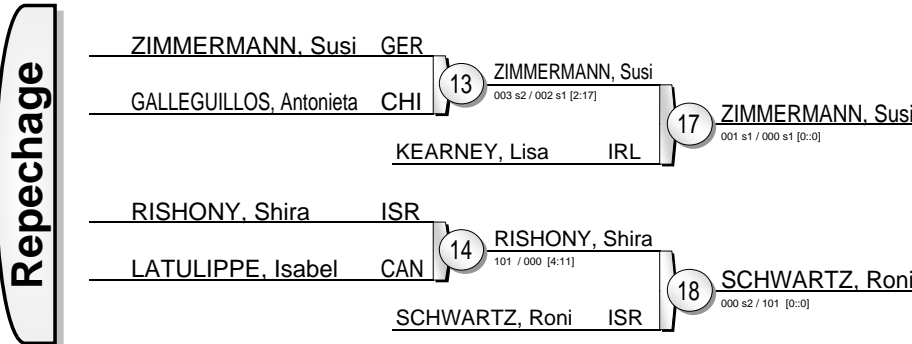 Repechage
ZIMMERMANN, Susi GER
GALLEGUILLOS, Antonieta CHI
13
ZIMMERMANN, Susi
003 s2 / 002 s1 [2:17]
KEARNEY, Lisa IRL
17
ZIMMERMANN, Susi
001 s1 / 000 s1 [0::0]
RISHONY, Shira ISR
LATULIPPE, Isabel CAN
14
RISHONY, Shira
101 / 000 [4:11]
SCHWARTZ, Roni ISR
18
SCHWARTZ, Roni
000 s2 / 101 [0::0]